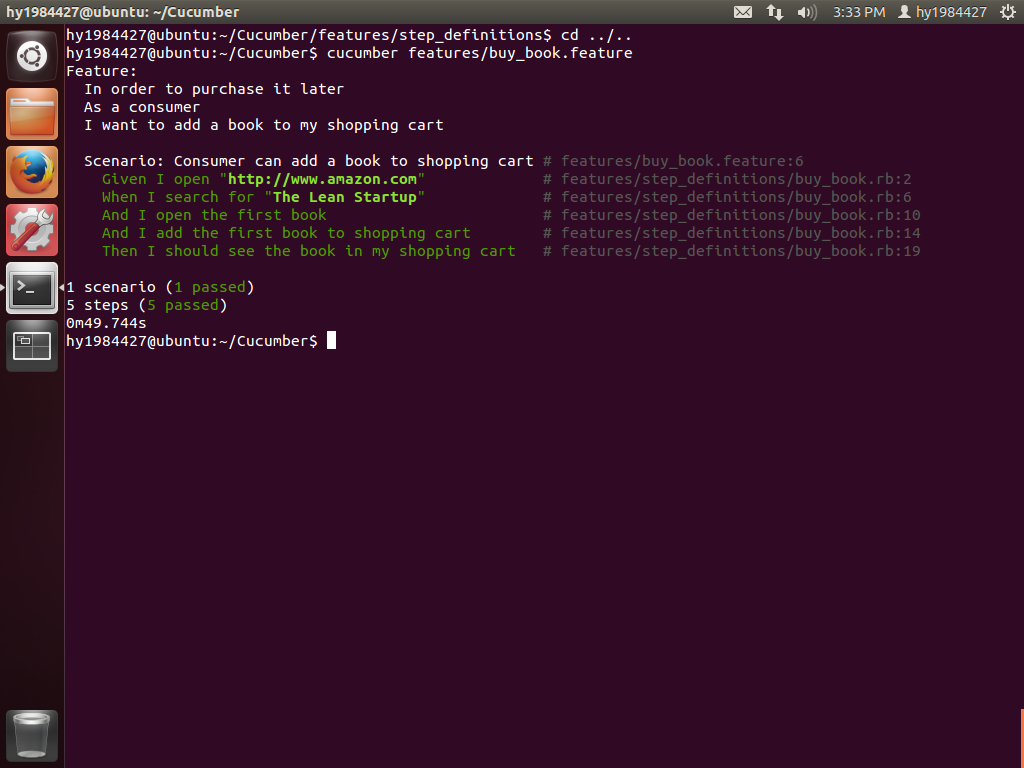 hy1984427@ubuntu: ~/Cucumber
3:33 PM
hy1984427
hy1984427@ubuntu:~/Cucumber/features/step_definitions$ cd ../..
hy1984427@ubuntu:~/Cucumber$ cucumber features/buy_book.feature
Feature:
  In order to purchase it later
  As a consumer
  I want to add a book to my shopping cart

  Scenario: Consumer can add a book to shopping cart # features/buy_book.feature:6
    Given I open "http://www.amazon.com"             # features/step_definitions/buy_book.rb:2
    When I search for "The Lean Startup"             # features/step_definitions/buy_book.rb:6
    And I open the first book                        # features/step_definitions/buy_book.rb:10
    And I add the first book to shopping cart        # features/step_definitions/buy_book.rb:14
    Then I should see the book in my shopping cart   # features/step_definitions/buy_book.rb:19

1 scenario (1 passed)
5 steps (5 passed)
0m49.744s
hy1984427@ubuntu:~/Cucumber$